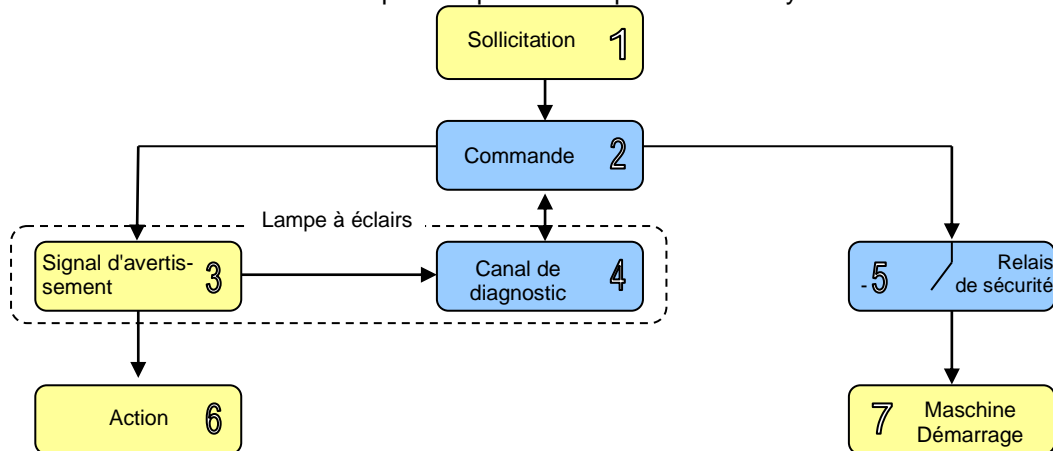 Sollicitation 1
Commande 2
Lampe à éclairs
Signal d'avertis-
sement 3
Canal de
diagnostic 4
- 5 Relais
de sécurité
Action 6
7 Maschine
Démarrage